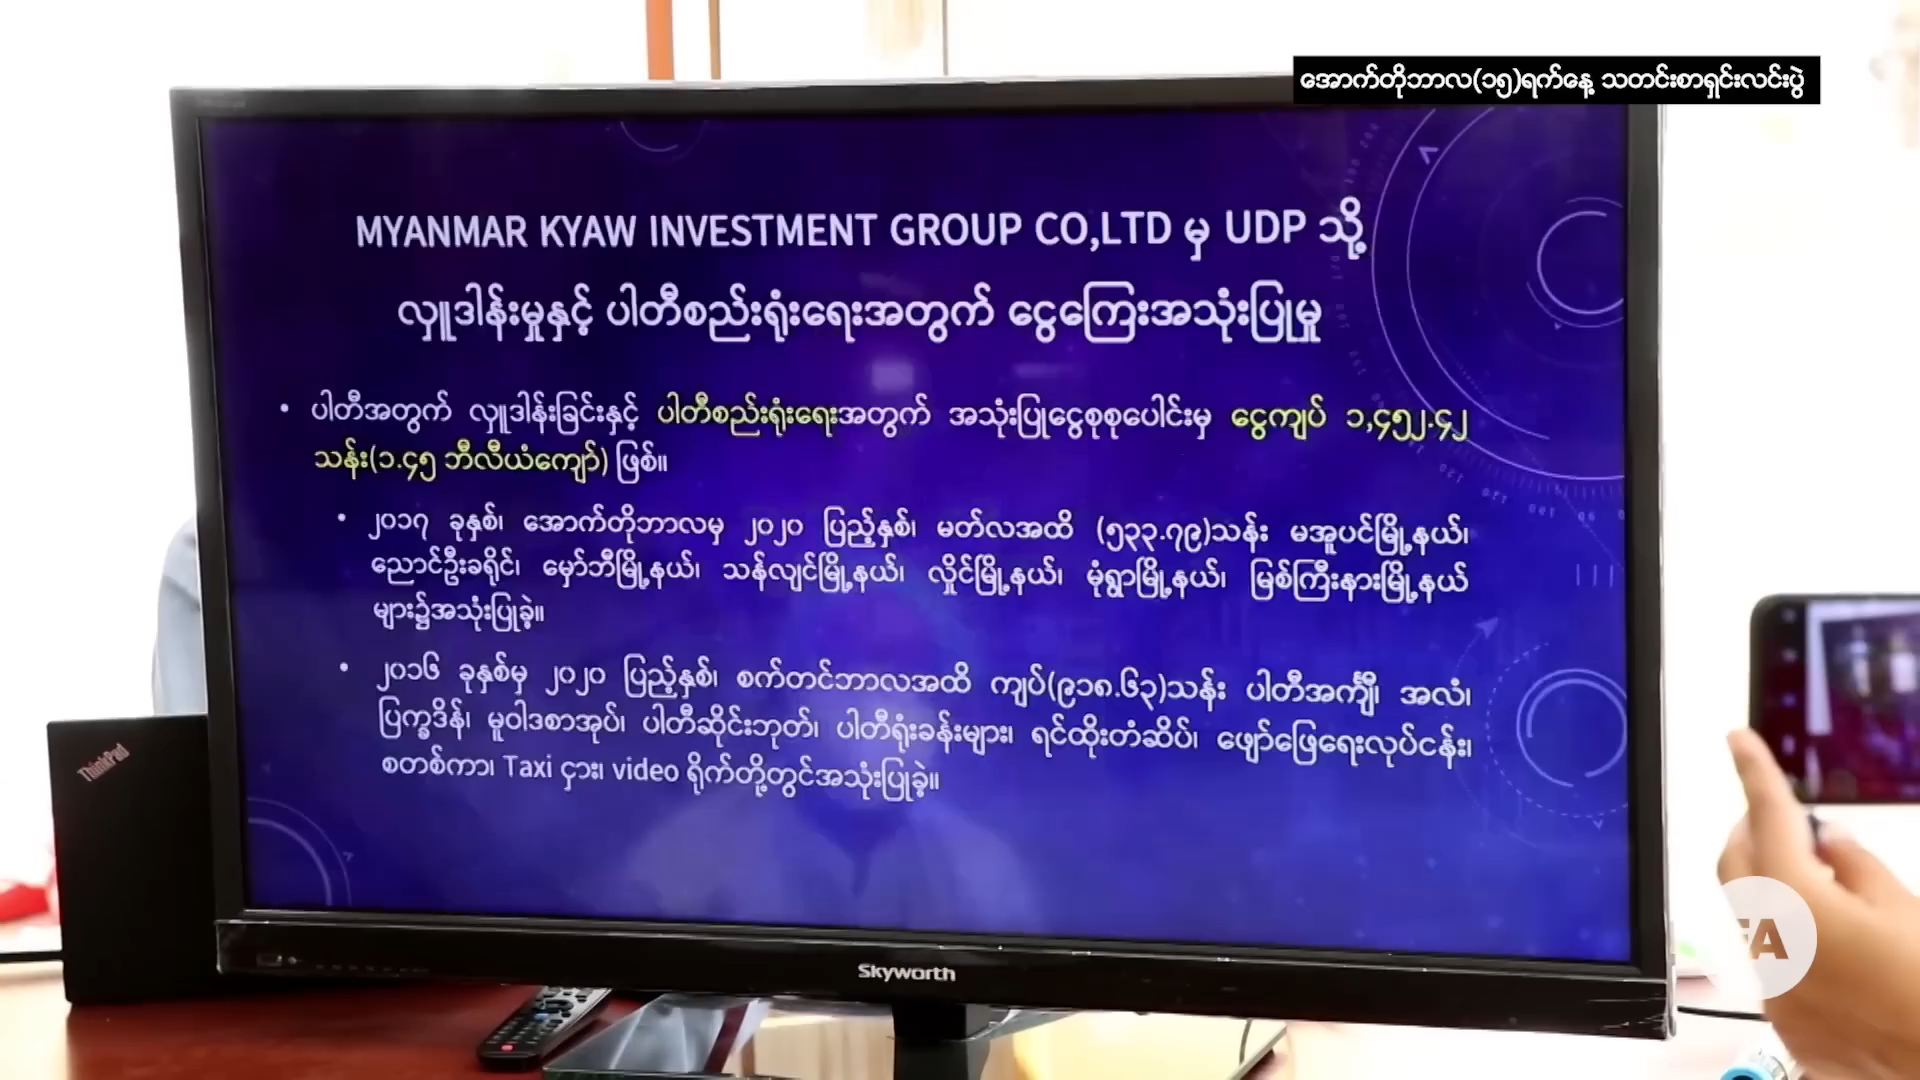 အောက်တိုဘာလ(၁၅)ရက်နေ့ သတင်းစာရှင်းလင်းပွဲ
MYANMAR KYAW INVESTMENT GROUP CO,LTD မှ UDP သို့
လှူဒါန်းမှုနှင့် ပါတီစည်းရုံးရေးအတွက် ငွေကြေးအသုံးပြုမှု
• ပါတီအတွက် လှူဒါန်းခြင်းနှင့် ပါတီစည်းရုံးရေးအတွက် အသုံးပြုငွေစုစုပေါင်းမှ ငွေကျပ် ၁,၄၅၂.၄၂
သန်း(၁.၄၅ ဘီလီယံကျော်) ဖြစ်။
• ၂၀၁၇ ခုနှစ်၊ အောက်တိုဘာလမှ ၂၀၂၀ ပြည့်နှစ်၊ မတ်လအထိ (၅၃၃.၇၉)သန်း မအူပင်မြို့နယ်၊
ညောင်ဦးခရိုင်၊ မှော်ဘီမြို့နယ်၊ သန်လျင်မြို့နယ်၊ လှိုင်မြို့နယ်၊ မုံရွာမြို့နယ်၊ မြစ်ကြီးနားမြို့နယ်
များ၌အသုံးပြုခဲ့။
• ၂၀၁၆ ခုနှစ်မှ ၂၀၂၀ ပြည့်နှစ်၊ စက်တင်ဘာလအထိ ကျပ်(၉၁၈.၆၃)သန်း ပါတီအင်္ကျီ၊ အလံ၊
ပြက္ခဒိန်၊ မူဝါဒစာအုပ်၊ ပါတီဆိုင်းဘုတ်၊ ပါတီရုံးခန်းများ၊ ရင်ထိုးတံဆိပ်၊ ဖျော်ဖြေရေးလုပ်ငန်း၊
စတစ်ကာ၊ Taxi ငှား၊ video ရိုက်တို့တွင်အသုံးပြုခဲ့။
ThinkPad
Skyworth
FA